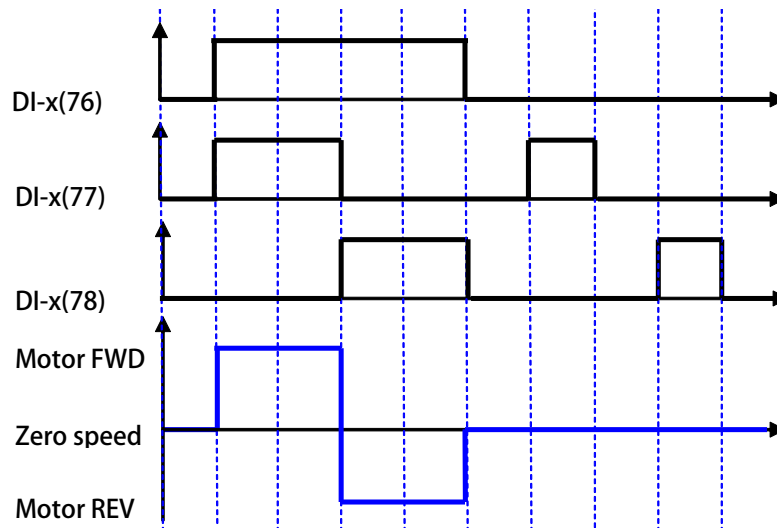 DI-x(76)
DI-x(77)
DI-x(78)
Motor FWD
Zero speed
Motor REV